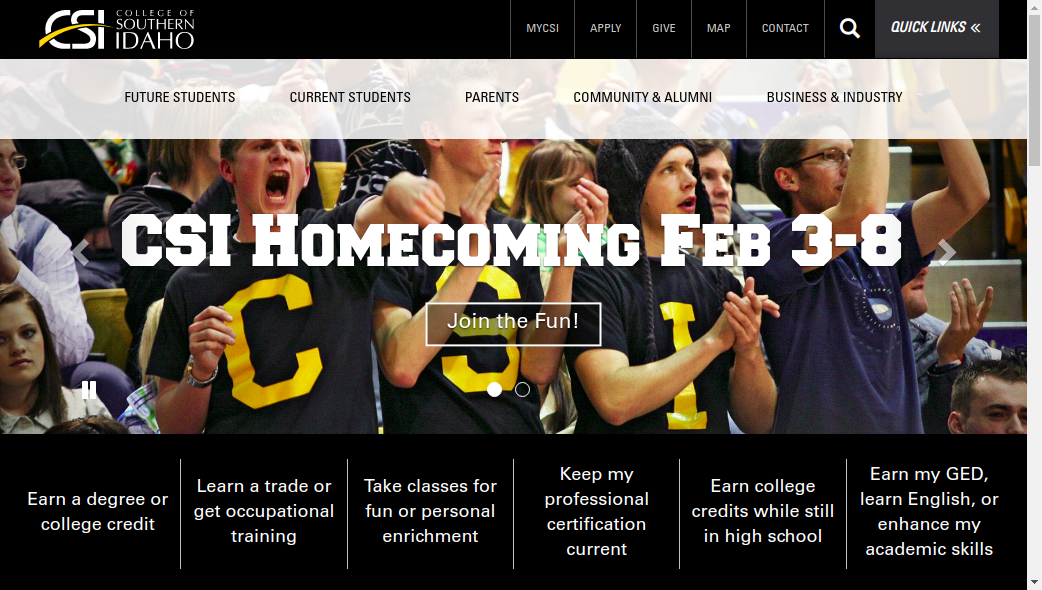 CSI COLLEGE OF
SOUTHERN
IDAHO
MYCSI APPLY GIVE MAP CONTACT QUICK LINKS
FUTURE STUDENTS CURRENT STUDENTS PARENTS COMMUNITY & ALUMNI BUSINESS & INDUSTRY
CSI Homecoming Feb 3-8
Join the Fun!
C S I
Earn a degree or
college credit
Learn a trade or
get occupational
training
Take classes for
fun or personal
enrichment
Keep my
professional
certification
current
Earn college
credits while still
in high school
Earn my GED,
learn English, or
enhance my
academic skills